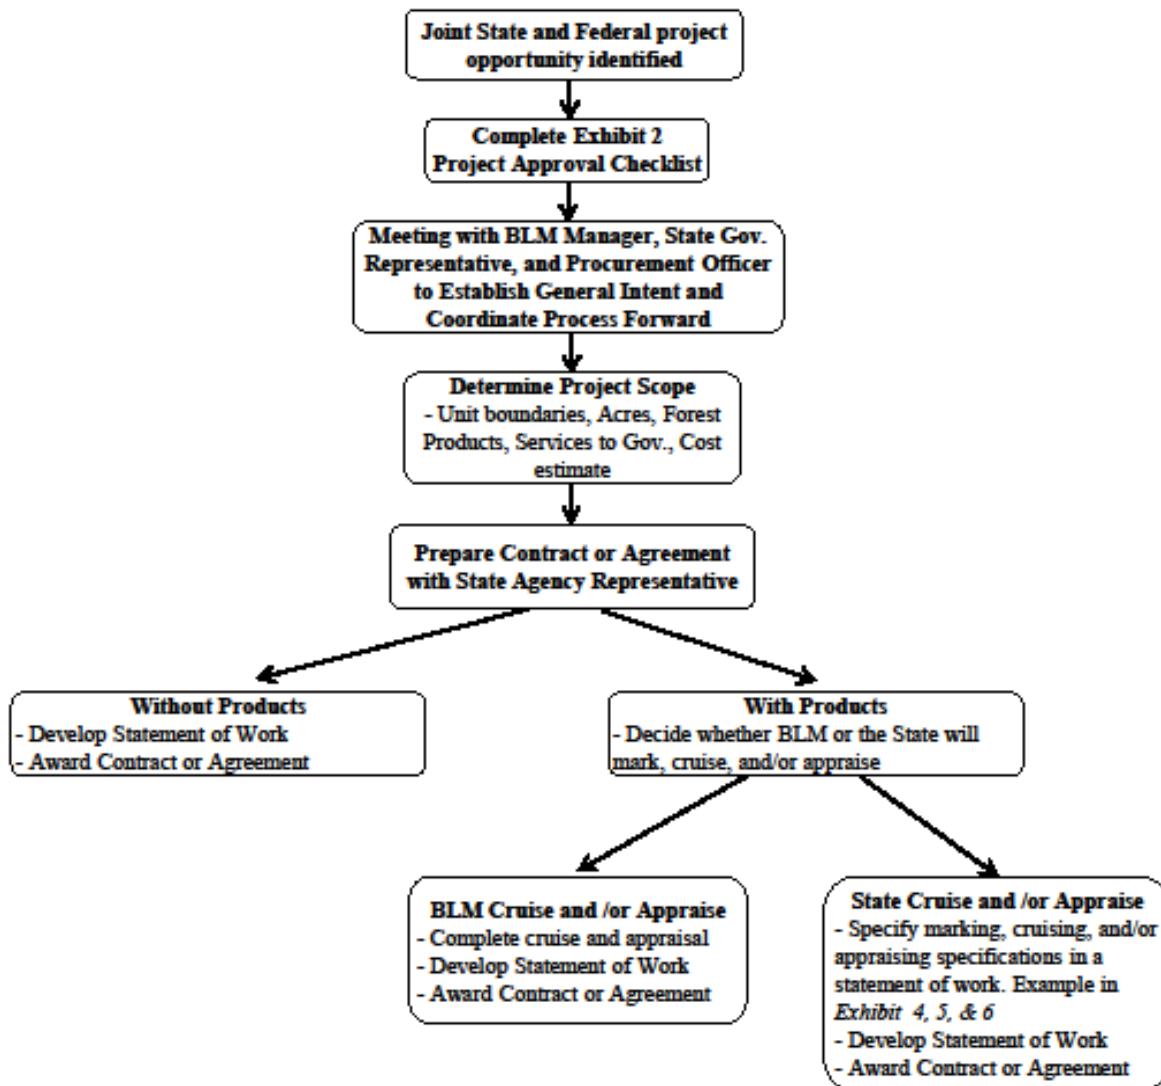 Joint State and Federal project
opportunity identified
Complete Exhibit 2
Project Approval Checklist
Meeting with BLM Manager, State Gov.
Representative, and Procurement Officer
to Establish General Intent and
Coordinate Process Forward
Determine Project Scope
- Unit boundaries, Acres, Forest
Products, Services to Gov., Cost
estimate
Prepare Contract or Agreement
with State Agency Representative
Without Products
- Develop Statement of Work
- Award Contract or Agreement
With Products
- Decide whether BLM or the State will
mark, cruise, and/or appraise
BLM Cruise and /or Appraise
- Complete cruise and appraisal
- Develop Statement of Work
- Award Contract or Agreement
State Cruise and /or Appraise
- Specify marking, cruising, and/or
appraising specifications in a
statement of work. Example in
Exhibit 4, 5, & 6
- Develop Statement of Work
- Award Contract or Agreement